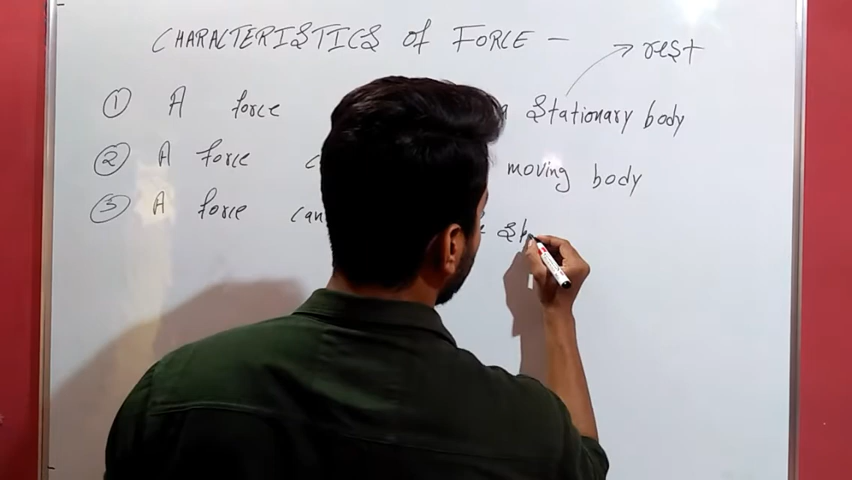 CHARACTERISTICS of FORCE -
rest
① A force a Stationary body
② A force moving body
③ A force can